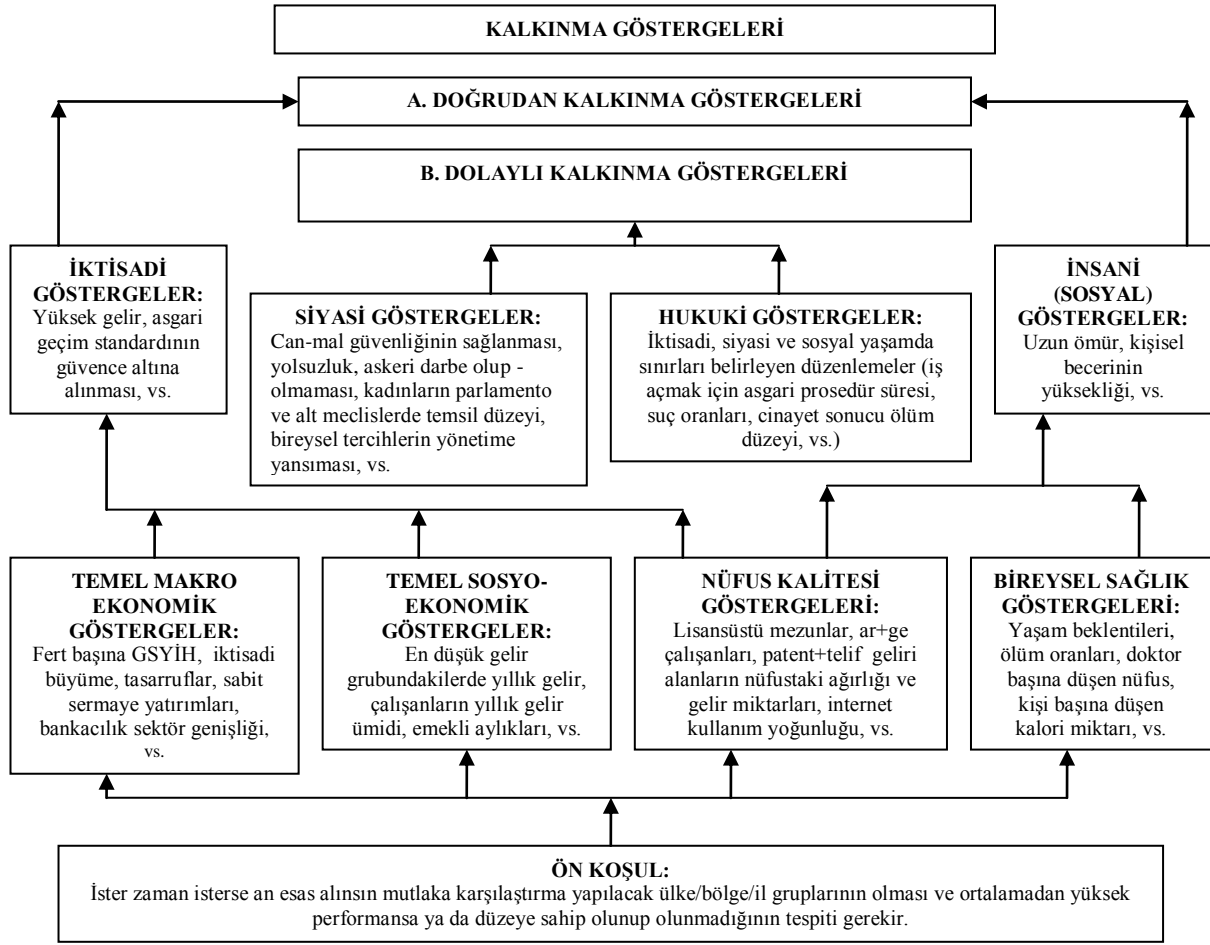 KALKINMA GÖSTERGELERİ
A. DOĞRUDAN KALKINMA GÖSTERGELERİ
B. DOLAYLI KALKINMA GÖSTERGELERİ
İKTİSADİ
GÖSTERGELER:
Yüksek gelir, asgari
geçim standardının
güvence altına
alınması, vs.
SİYASİ GÖSTERGELER:
Can-mal güvenliğinin sağlanması,
yolsuzluk, askeri darbe olup -
olmaması, kadınların parlamento
ve alt meclislerde temsil düzeyi,
bireysel tercihlerin yönetime
yansıması, vs.
HUKUKİ GÖSTERGELER:
İktisadi, siyasi ve sosyal yaşamda
sınırları belirleyen düzenlemeler (iş
açmak için asgari prosedür süresi,
suç oranları, cinayet sonucu ölüm
düzeyi, vs.)
İNSANİ
(SOSYAL)
GÖSTERGELER:
Uzun ömür, kişisel
becerinin
yüksekliği, vs.
TEMEL MAKRO
EKONOMİK
GÖSTERGELER:
Fert başına GSYİH, iktisadi
büyüme, tasarruflar, sabit
sermaye yatırımları,
bankacılık sektör genişliği,
vs.
TEMEL SOSYO-
EKONOMİK
GÖSTERGELER:
En düşük gelir
grubundakilerde yıllık gelir,
çalışanların yıllık gelir
ümidi, emekli aylıkları, vs.
NÜFUS KALİTESİ
GÖSTERGELERİ:
Lisansüstü mezunlar, ar+ge
çalışanları, patent+telif geliri
alanların nüfustaki ağırlığı ve
gelir miktarları, internet
kullanım yoğunluğu, vs.
BİREYSEL SAĞLIK
GÖSTERGELERİ:
Yaşam beklentileri,
ölüm oranları, doktor
başına düşen nüfus,
kişi başına düşen
kalori miktarı, vs.
ÖN KOŞUL:
İster zaman isterse an esas alınsın mutlaka karşılaştırma yapılacak ülke/bölge/il gruplarının olması ve ortalamadan yüksek
performansa ya da düzeye sahip olunup olunmadığının tespiti gerekir.